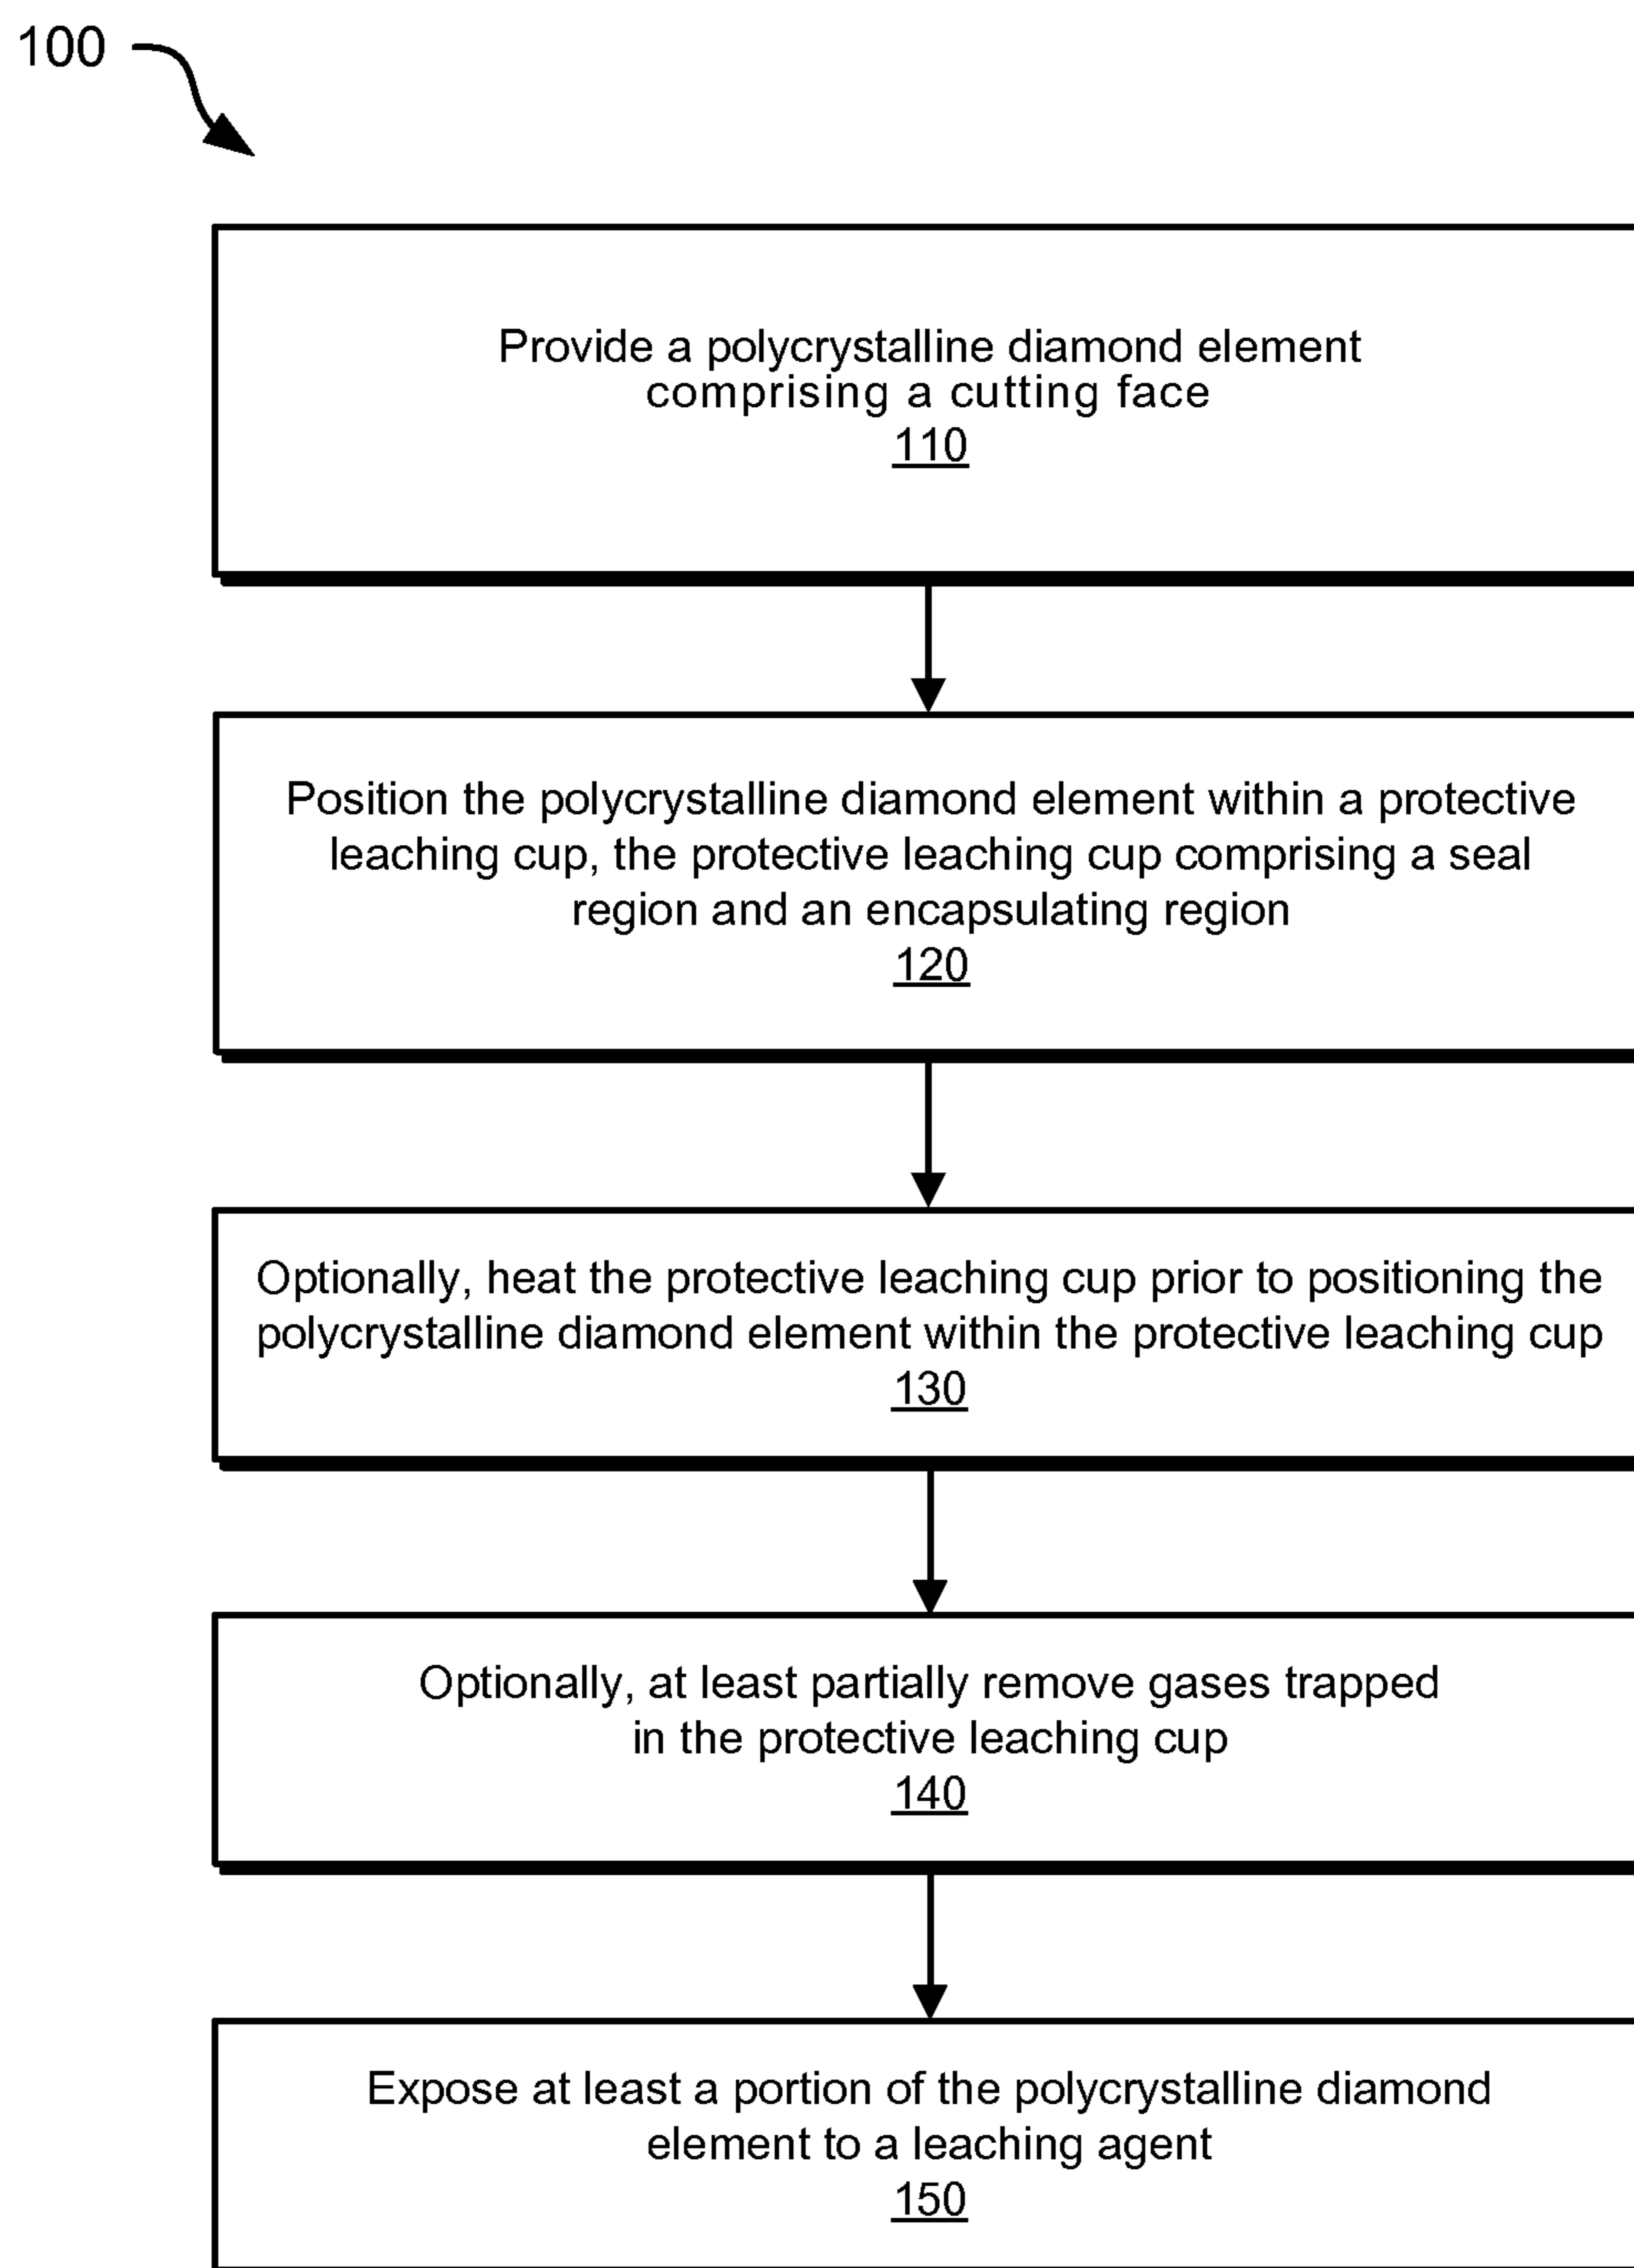 100
Provide a polycrystalline diamond element
comprising a cutting face
110
Position the polycrystalline diamond element within a protective
leaching cup, the protective leaching cup comprising a seal
region and an encapsulating region
120
Optionally, heat the protective leaching cup prior to positioning the
polycrystalline diamond element within the protective leaching cup
130
Optionally, at least partially remove gases trapped
in the protective leaching cup
140
Expose at least a portion of the polycrystalline diamond
element to a leaching agent
150